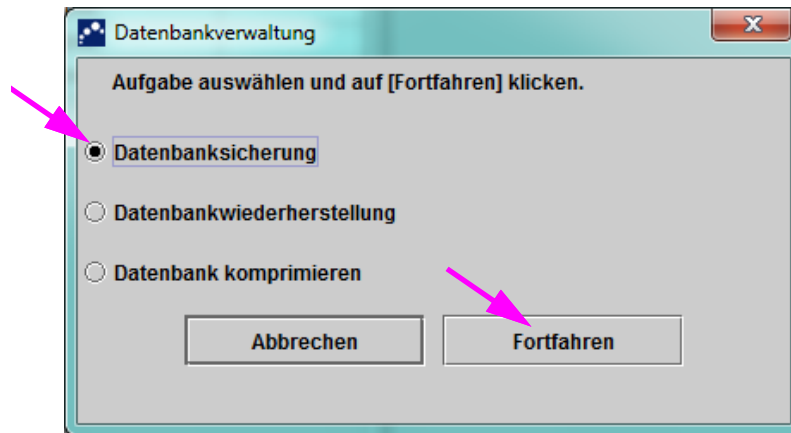 Datenbankverwaltung
Aufgabe auswählen und auf [Fortfahren] klicken.
Datenbanksicherung
Datenbankwiederherstellung
Datenbank komprimieren
Abbrechen Fortfahren